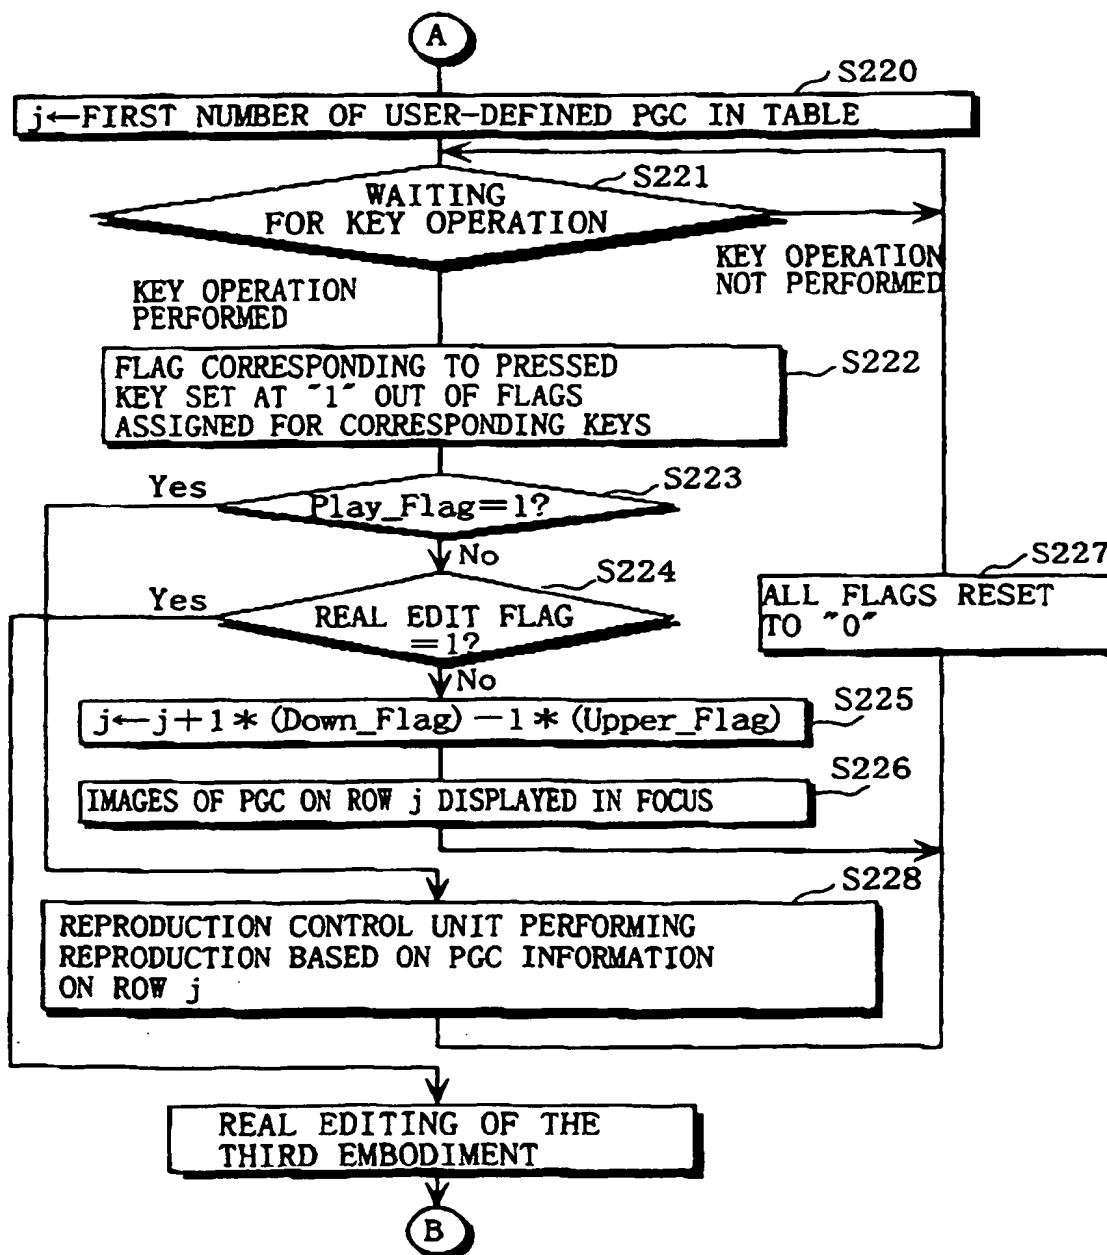 A
S220
j←FIRST NUMBER OF USER-DEFINED PGC IN TABLE
S221
WAITING
FOR KEY OPERATION
KEY OPERATION
NOT PERFORMED
KEY OPERATION
PERFORMED
S222
FLAG CORRESPONDING TO PRESSED
KEY SET AT "1" OUT OF FLAGS
ASSIGNED FOR CORRESPONDING KEYS
S223
Yes
Play_Flag=1?
No
S227
ALL FLAGS RESET
TO "0"
S224
Yes
REAL EDIT FLAG
=1?
No
S225
j←j+1*(Down_Flag)-1*(Upper_Flag)
S226
IMAGES OF PGC ON ROW j DISPLAYED IN FOCUS
S228
REPRODUCTION CONTROL UNIT PERFORMING
REPRODUCTION BASED ON PGC INFORMATION
ON ROW j
REAL EDITING OF THE
THIRD EMBODIMENT
B